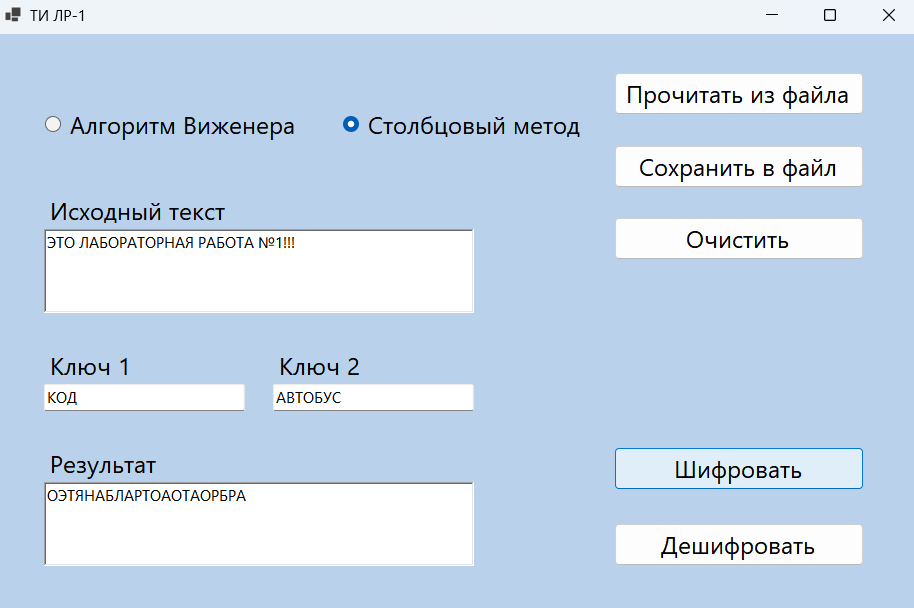 ТИ ЛР-1
Прочитать из файла
Алгоритм Виженера
Столбцовый метод
Сохранить в файл
Исходный текст
Очистить
ЭТО ЛАБОРАТОРНАЯ РАБОТА №1!!!
Ключ 1
Ключ 2
КОД
АВТОБУС
Результат
Шифровать
ОЭТЯНАБЛАРТОАОТАОРБРА
Дешифровать